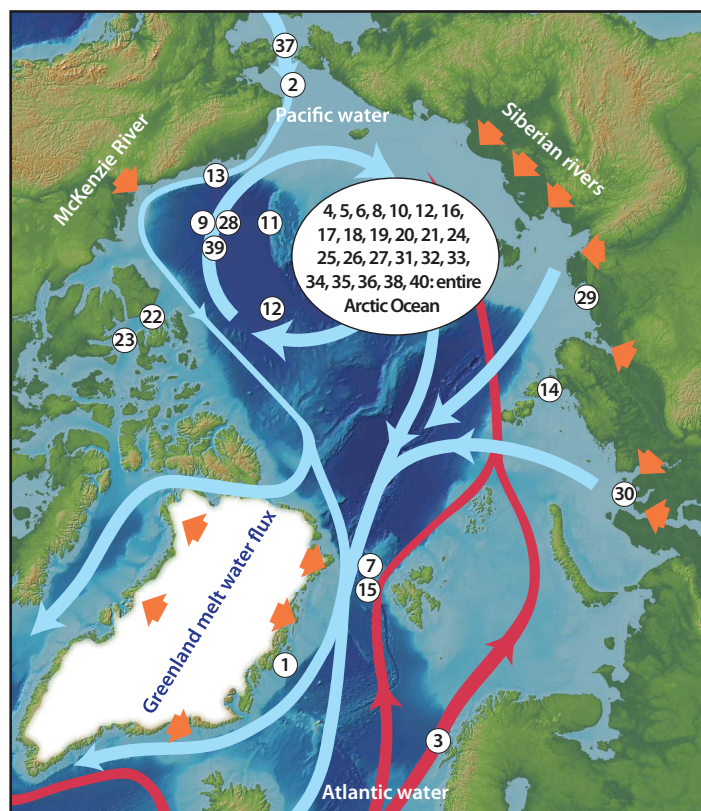 37
2
Pacific water
McKenzie River
Siberian rivers
13
9
28
11
39
4, 5, 6, 8, 10, 12, 16,
17, 18, 19, 20, 21, 24,
25, 26, 27, 31, 32, 33,
34, 35, 36, 38, 40: entire
Arctic Ocean
29
12
22
23
14
30
7
15
Greenland melt water flux
1
3
Atlantic water